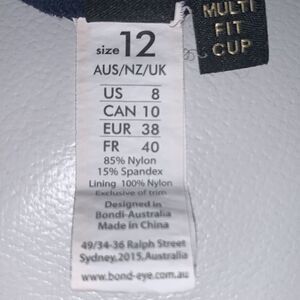 MULTI
FIT
CUP
size 12
AUS/NZ/UK
US 8
CAN 10
EUR 38
FR 40
85% Nylon
15% Spandex
Lining 100% Nylon
Exclusive of trim
Designed in
Bondi-Australia
Made in China
49/34-36 Ralph Street
Sydney,2015,Australia
www.bond-eye.com.au